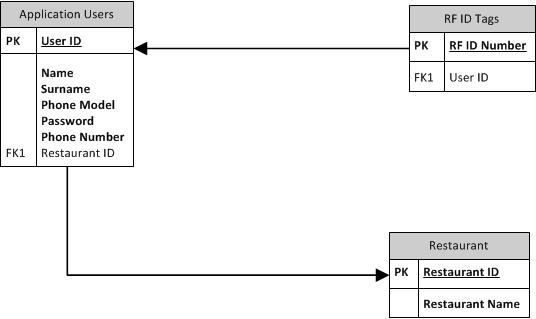 Application Users
PK User ID
Name
Surname
Phone Model
Password
Phone Number
FK1 Restaurant ID
RF ID Tags
PK RF ID Number
FK1 User ID
Restaurant
PK Restaurant ID
Restaurant Name